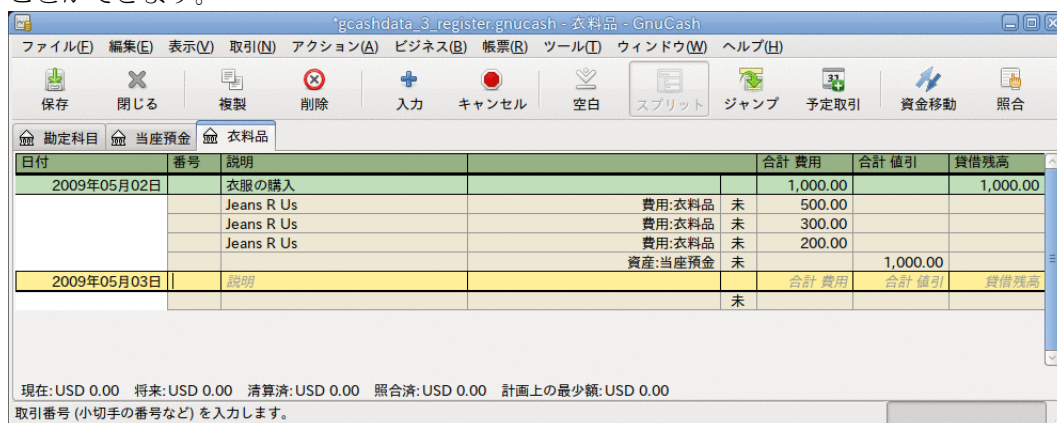 ことができます。
*gcashdata_3_register.gnucash - 衣料品 - GnuCash
ファイル(F) 編集(E) 表示(V) 取引(N) アクション(A) ビジネス(B) 帳票(R) ツール(T) ウィンドウ(W) ヘルプ(H)
保存 閉じる 複製 削除 入力 キャンセル 空白 スプリット ジャンプ 予定取引 資金移動 照合
勘定科目 当座預金 衣料品
日付 番号 説明 合計 費用 合計 値引 貸借残高
2009年05月02日 衣服の購入 1,000.00 1,000.00
Jeans R Us 費用:衣料品 未 500.00
Jeans R Us 費用:衣料品 未 300.00
Jeans R Us 費用:衣料品 未 200.00
資産:当座預金 未 1,000.00
2009年05月03日 説明 合計 費用 合計 値引 貸借残高
未
現在:USD 0.00 将来:USD 0.00 清算済:USD 0.00 照合済:USD 0.00 計画上の最少額:USD 0.00
取引番号 (小切手の番号など) を入力します。